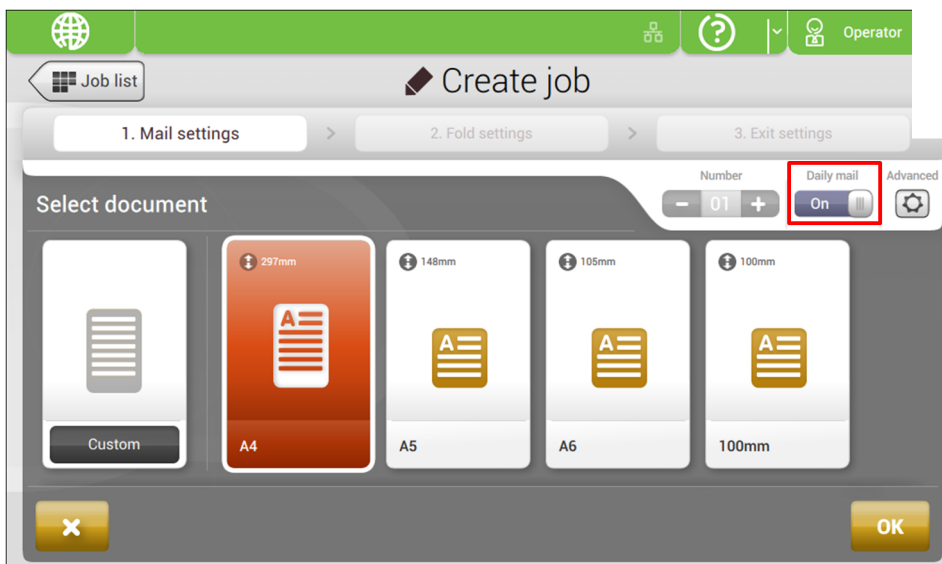 Operator
Job list
Create job
1. Mail settings
>
2. Fold settings
>
3. Exit settings
Number
Daily mail
Advanced
Select document
− 01 +
On
297mm
148mm
105mm
100mm
A
A
A
A
Custom
A4
A5
A6
100mm
OK